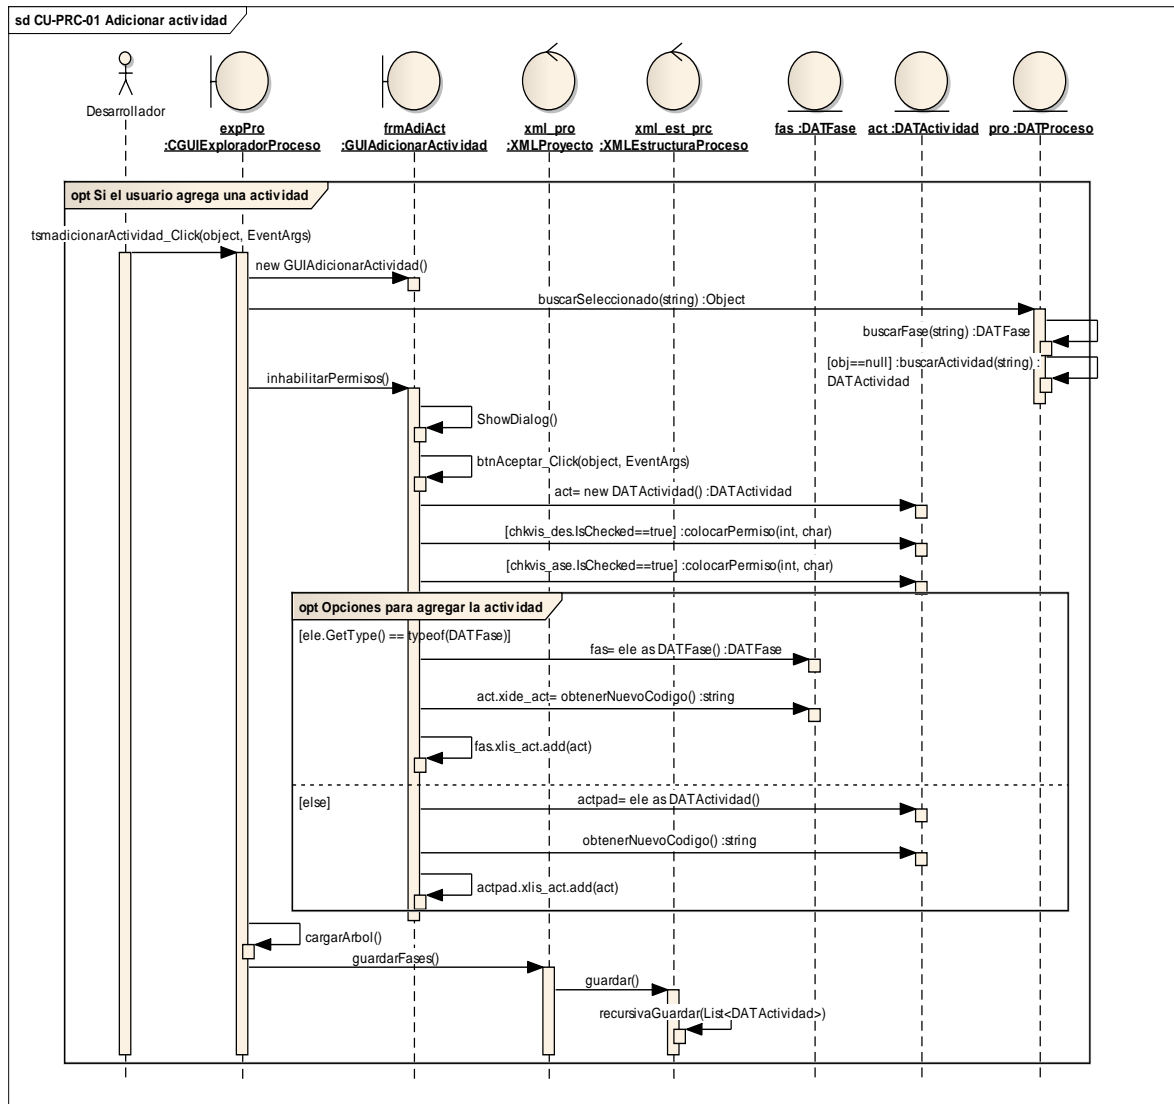 sd CU-PRC-01 Adicionar actividad
Desarrollador
expPro
:CGUIExploradorProceso
frmAdiAct
:GUIAdicionarActividad
xml_pro
:XMLProyecto
xml_est_prc
:XMLEstructuraProceso
fas :DATFase
act :DATActividad
pro :DATProceso
opt Si el usuario agrega una actividad
tsmadicionarActividad_Click(object, EventArgs)
new GUIAdicionarActividad()
buscarSeleccionado(string) :Object
buscarFase(string) :DATFase
[obj==null] :buscarActividad(string) :
DATActividad
inhabilitarPermisos()
ShowDialog()
btnAceptar_Click(object, EventArgs)
act= new DATActividad() :DATActividad
[chkvis_des.IsChecked==true] :colocarPermiso(int, char)
[chkvis_ase.IsChecked==true] :colocarPermiso(int, char)
opt Opciones para agregar la actividad
[ele.GetType() == typeof(DATFase)]
fas= ele as DATFase() :DATFase
act.xide_act= obtenerNuevoCodigo() :string
fas.xlis_act.add(act)
[else]
actpad= ele as DATActividad()
obtenerNuevoCodigo() :string
actpad.xlis_act.add(act)
cargarArbol()
guardarFases()
guardar()
recursivaGuardar(List<DATActividad>)